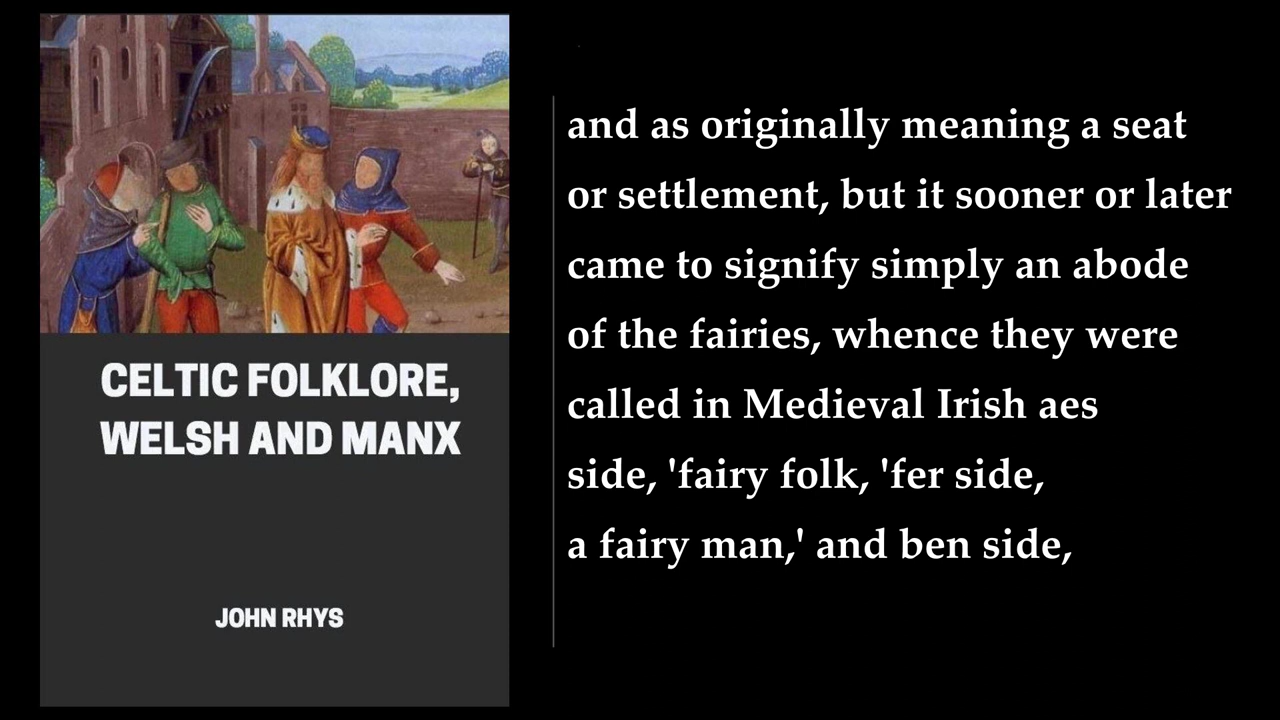 CELTIC FOLKLORE,
WELSH AND MANX
JOHN RHYS
and as originally meaning a seat
or settlement, but it sooner or later
came to signify simply an abode
of the fairies, whence they were
called in Medieval Irish aes
side, 'fairy folk, 'fer side,
a fairy man,' and ben side,